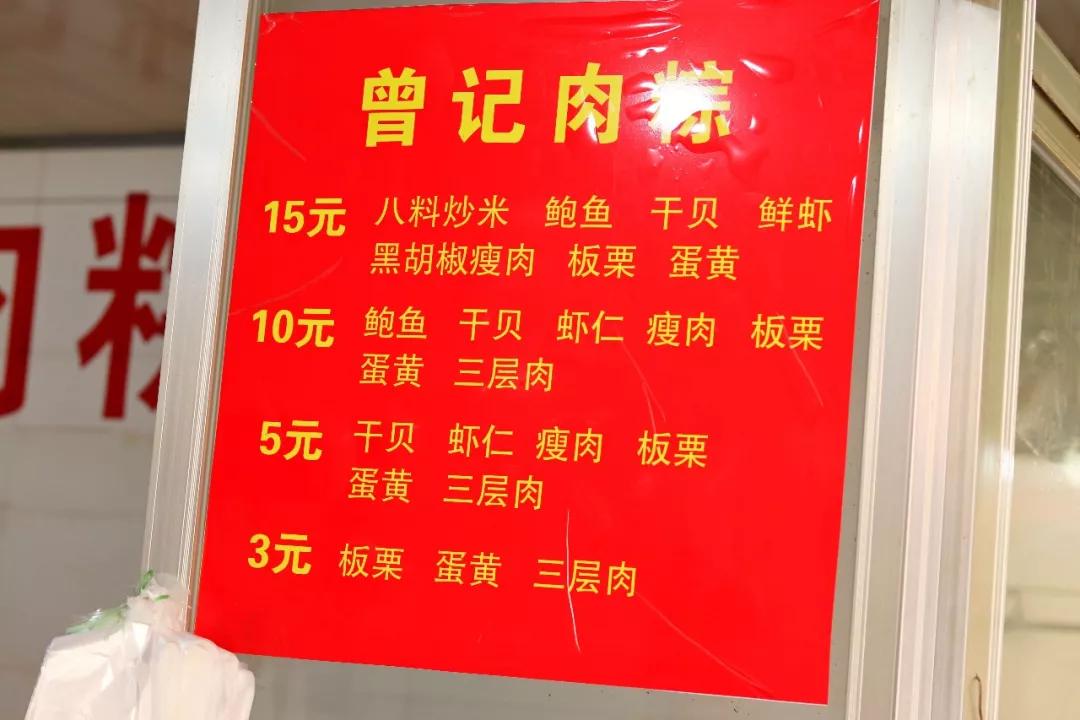 曾记肉粽
15元 八料炒米 鲍鱼 干贝 鲜虾
黑胡椒瘦肉 板栗 蛋黄
10元 鲍鱼 干贝 虾仁 瘦肉 板栗
蛋黄 三层肉
5元 干贝 虾仁 瘦肉 板栗
蛋黄 三层肉
3元 板栗 蛋黄 三层肉
肉